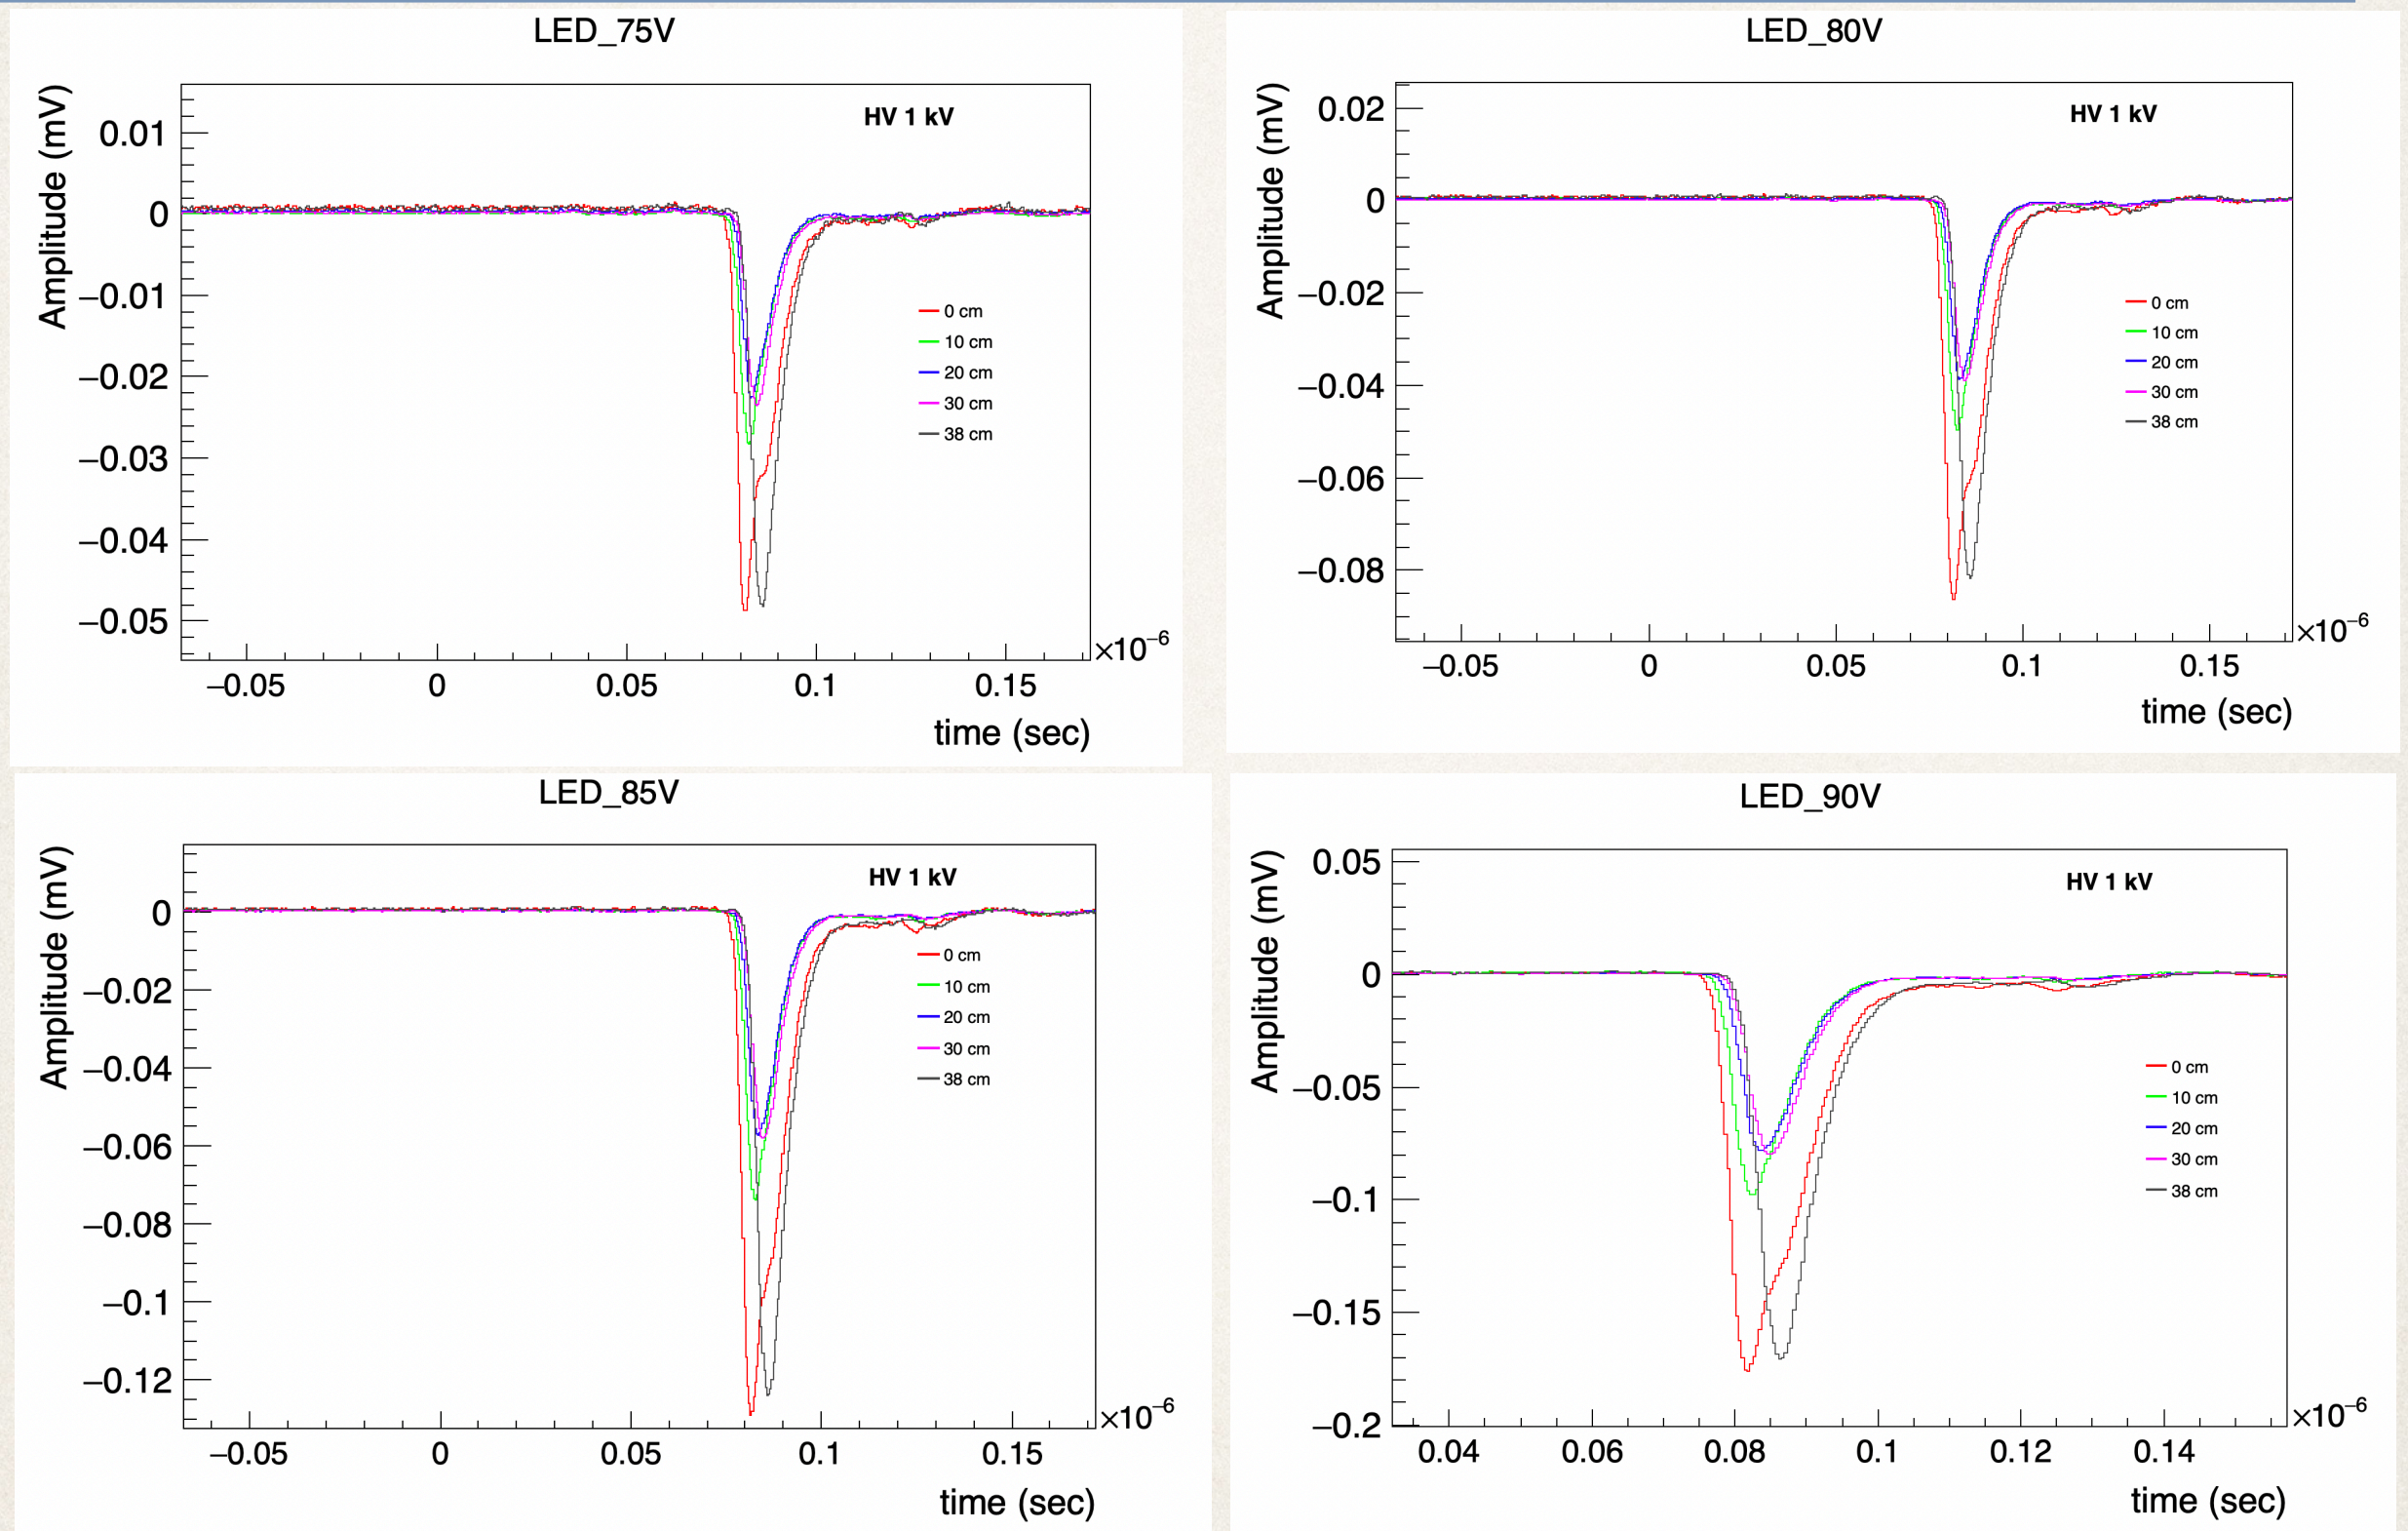 LED_75V
Amplitude (mV)
HV 1 kV
0.01
0
−0.01
−0.02
−0.03
−0.04
−0.05
0 cm
10 cm
20 cm
30 cm
38 cm
−0.05 0 0.05 0.1 0.15
×10⁻⁶
time (sec)
LED_80V
Amplitude (mV)
HV 1 kV
0.02
0
−0.02
−0.04
−0.06
−0.08
0 cm
10 cm
20 cm
30 cm
38 cm
−0.05 0 0.05 0.1 0.15
×10⁻⁶
time (sec)
LED_85V
Amplitude (mV)
HV 1 kV
0
−0.02
−0.04
−0.06
−0.08
−0.1
−0.12
0 cm
10 cm
20 cm
30 cm
38 cm
−0.05 0 0.05 0.1 0.15
×10⁻⁶
time (sec)
LED_90V
Amplitude (mV)
HV 1 kV
0.05
0
−0.05
−0.1
−0.15
−0.2
0 cm
10 cm
20 cm
30 cm
38 cm
0.04 0.06 0.08 0.1 0.12 0.14
×10⁻⁶
time (sec)